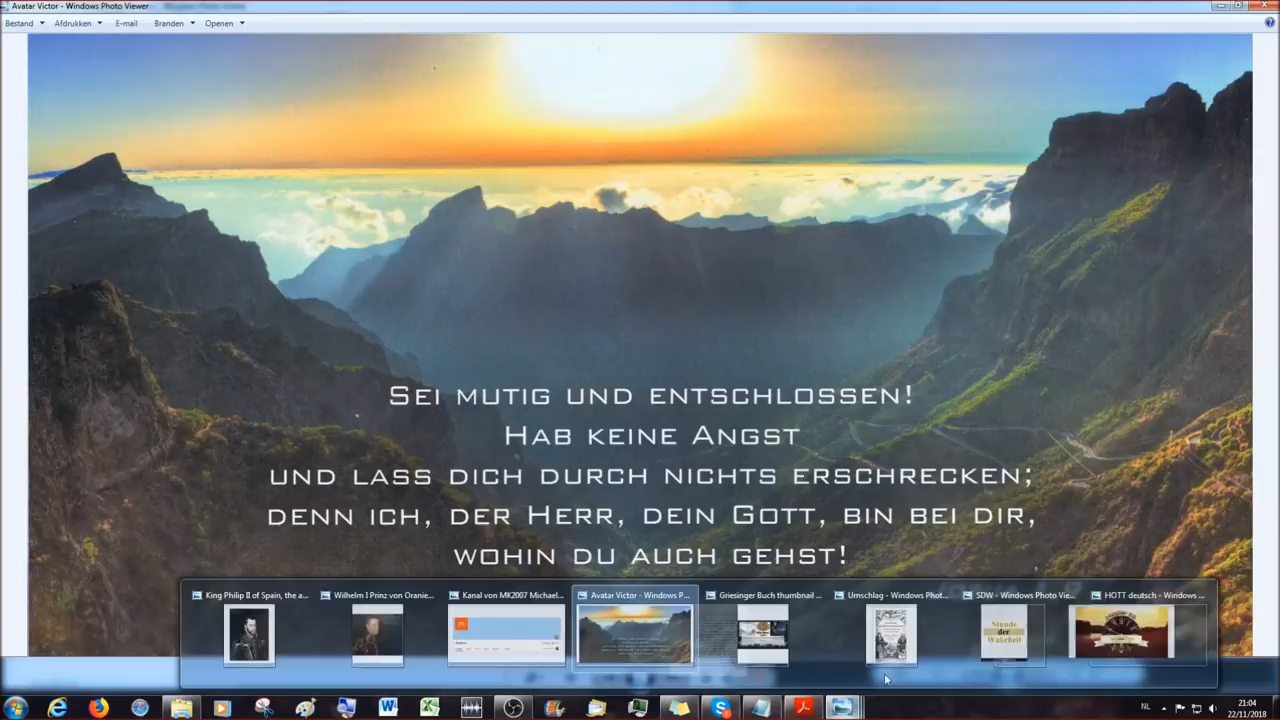 Avatar Victor - Windows Photo Viewer
Bestand Afdrukken E-mail Branden Openen
Sei mutig und entschlossen!
Hab keine Angst
und lass dich durch nichts erschrecken;
denn ich, der Herr, dein Gott, bin bei dir,
wohin du auch gehst!
King Philip II of Spain, the a... Wilhelm I Prinz von Oranie... Kanal von MK2007 Michael... Avatar Victor - Windows P... Griesinger Buch thumbnail ... Umschlag - Windows Phot... SDW - Windows Photo Vie... HOTT deutsch - Windows ...
Stunde
der
Wahrheit
NL 21:04
22/11/2018